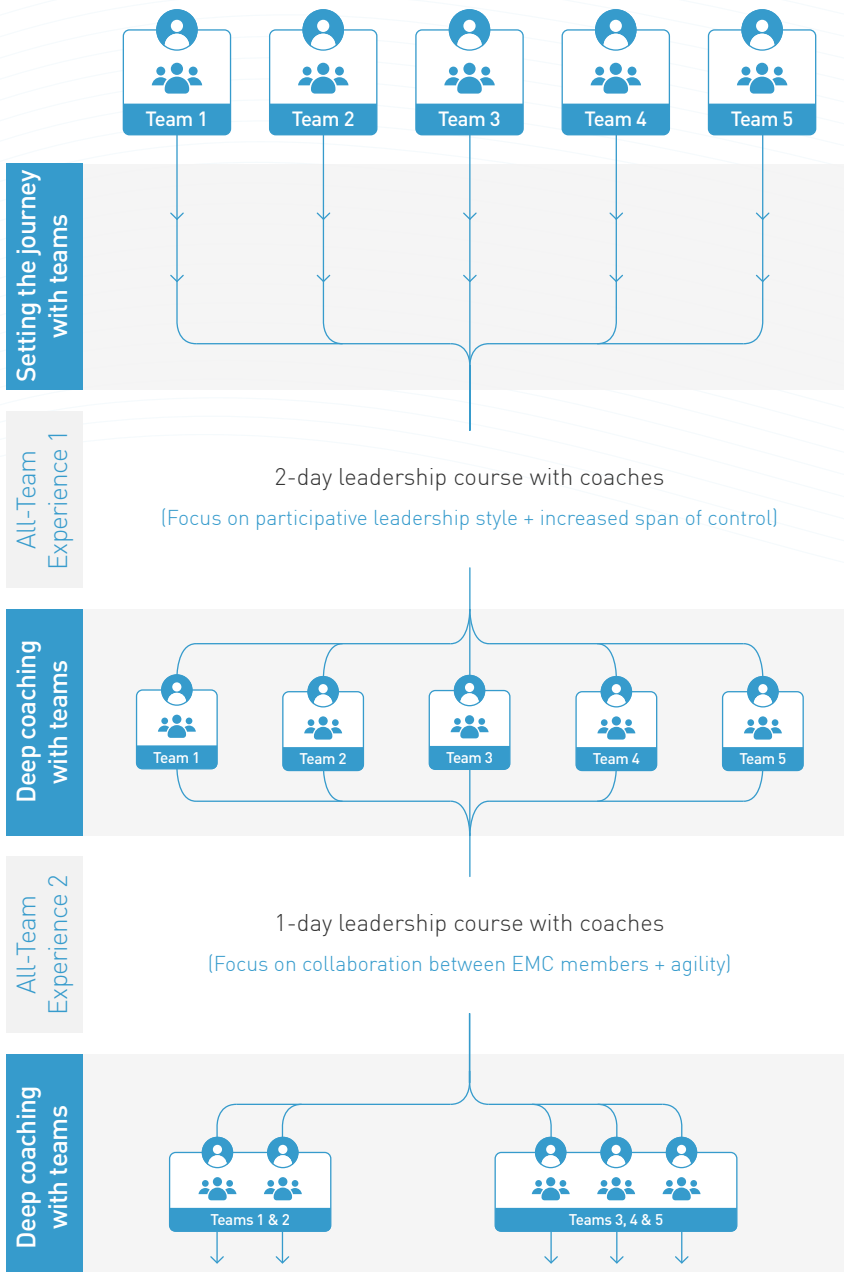 Team 1
Team 2
Team 3
Team 4
Team 5
Setting the journey
with teams
All-Team
Experience 1
2-day leadership course with coaches
(Focus on participative leadership style + increased span of control)
Deep coaching
with teams
Team 1
Team 2
Team 3
Team 4
Team 5
All-Team
Experience 2
1-day leadership course with coaches
(Focus on collaboration between EMC members + agility)
Deep coaching
with teams
Teams 1 & 2
Teams 3, 4 & 5